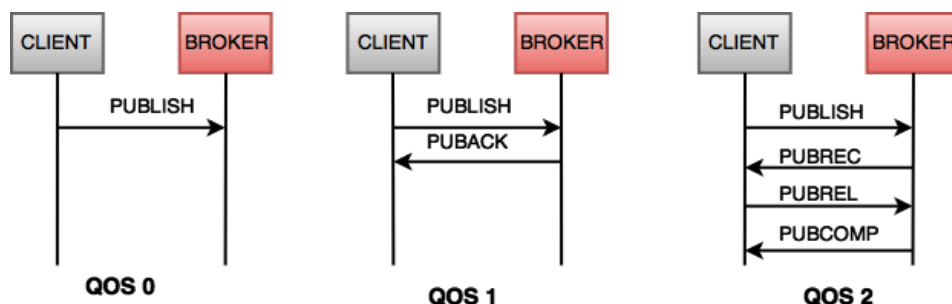 CLIENT
BROKER
PUBLISH
QOS 0
CLIENT
BROKER
PUBLISH
PUBACK
QOS 1
CLIENT
BROKER
PUBLISH
PUBREC
PUBREL
PUBCOMP
QOS 2